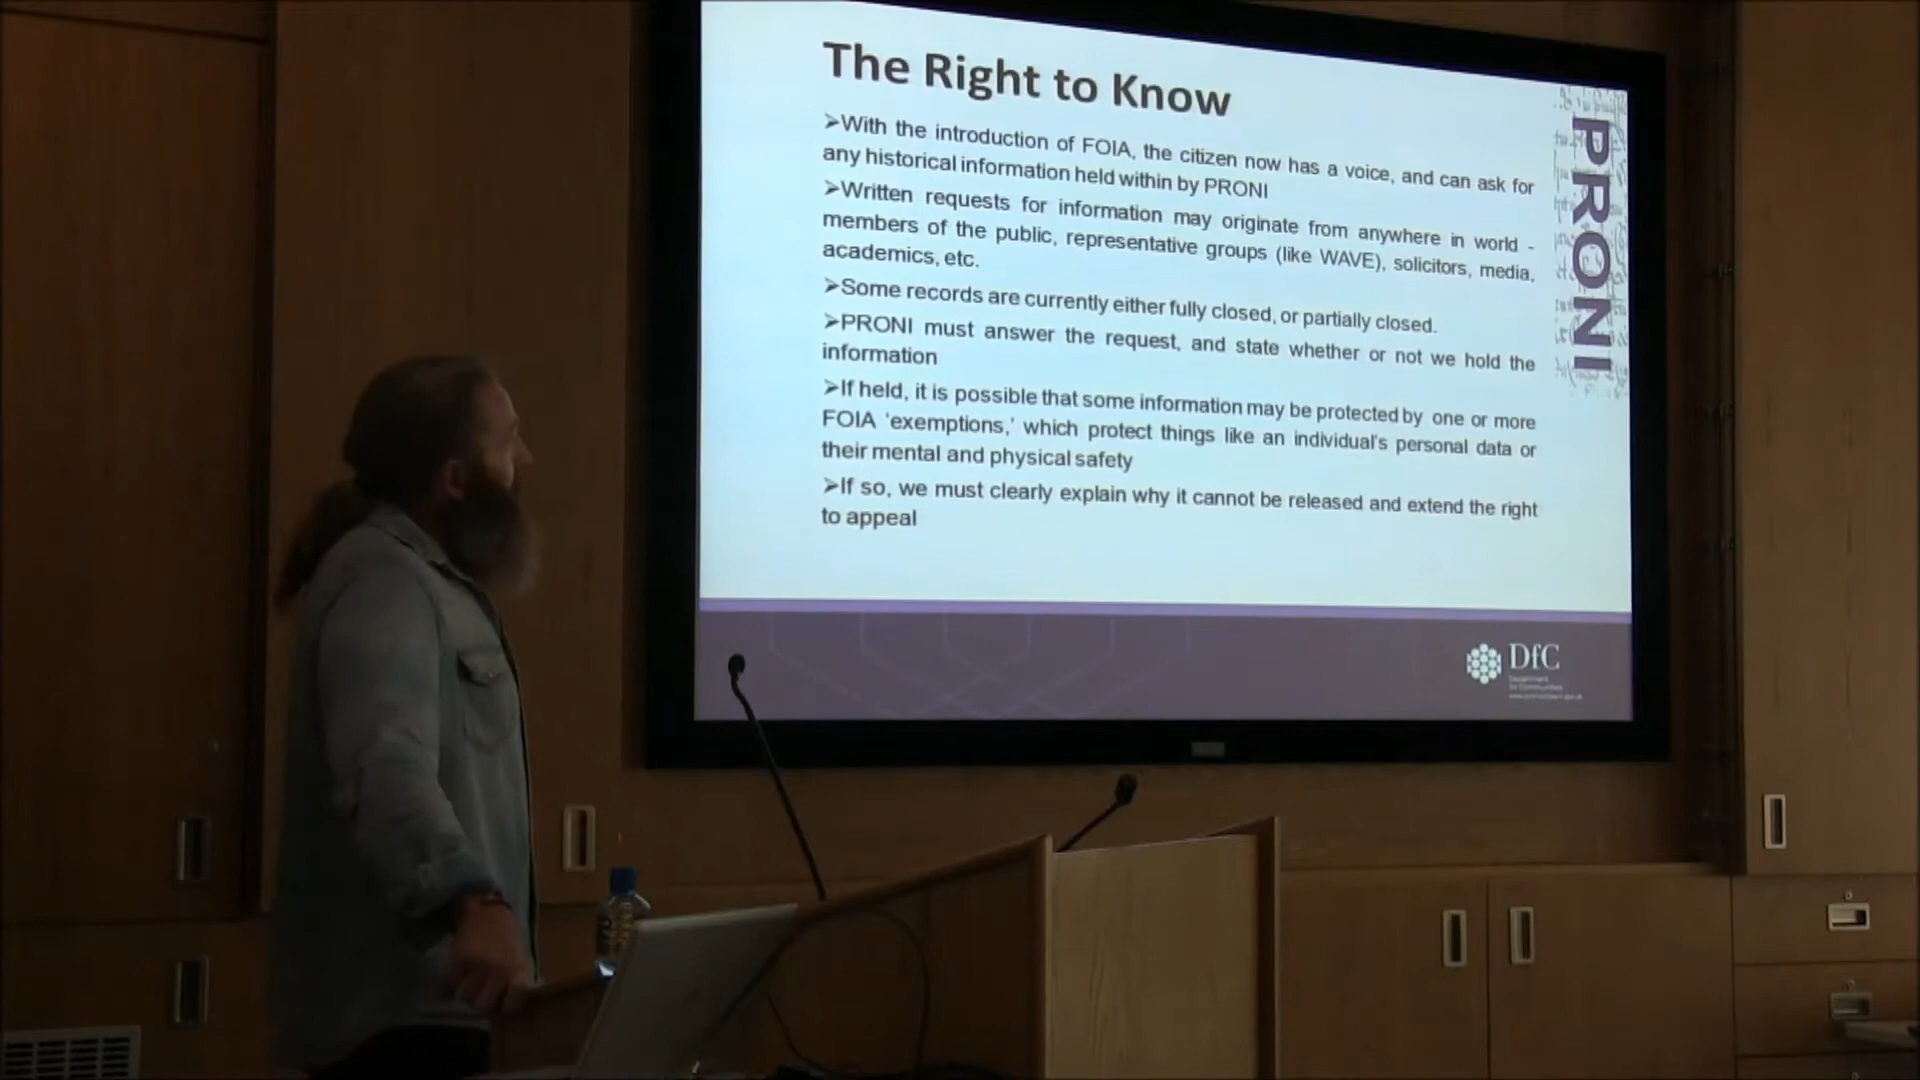 The Right to Know
➢With the introduction of FOIA, the citizen now has a voice, and can ask for
any historical information held within by PRONI
➢Written requests for information may originate from anywhere in world -
members of the public, representative groups (like WAVE), solicitors, media,
academics, etc.
➢Some records are currently either fully closed, or partially closed.
➢PRONI must answer the request, and state whether or not we hold the
information
➢If held, it is possible that some information may be protected by one or more
FOIA ‘exemptions,’ which protect things like an individual's personal data or
their mental and physical safety
➢If so, we must clearly explain why it cannot be released and extend the right
to appeal
PRONI
DfC
Department
for Communities